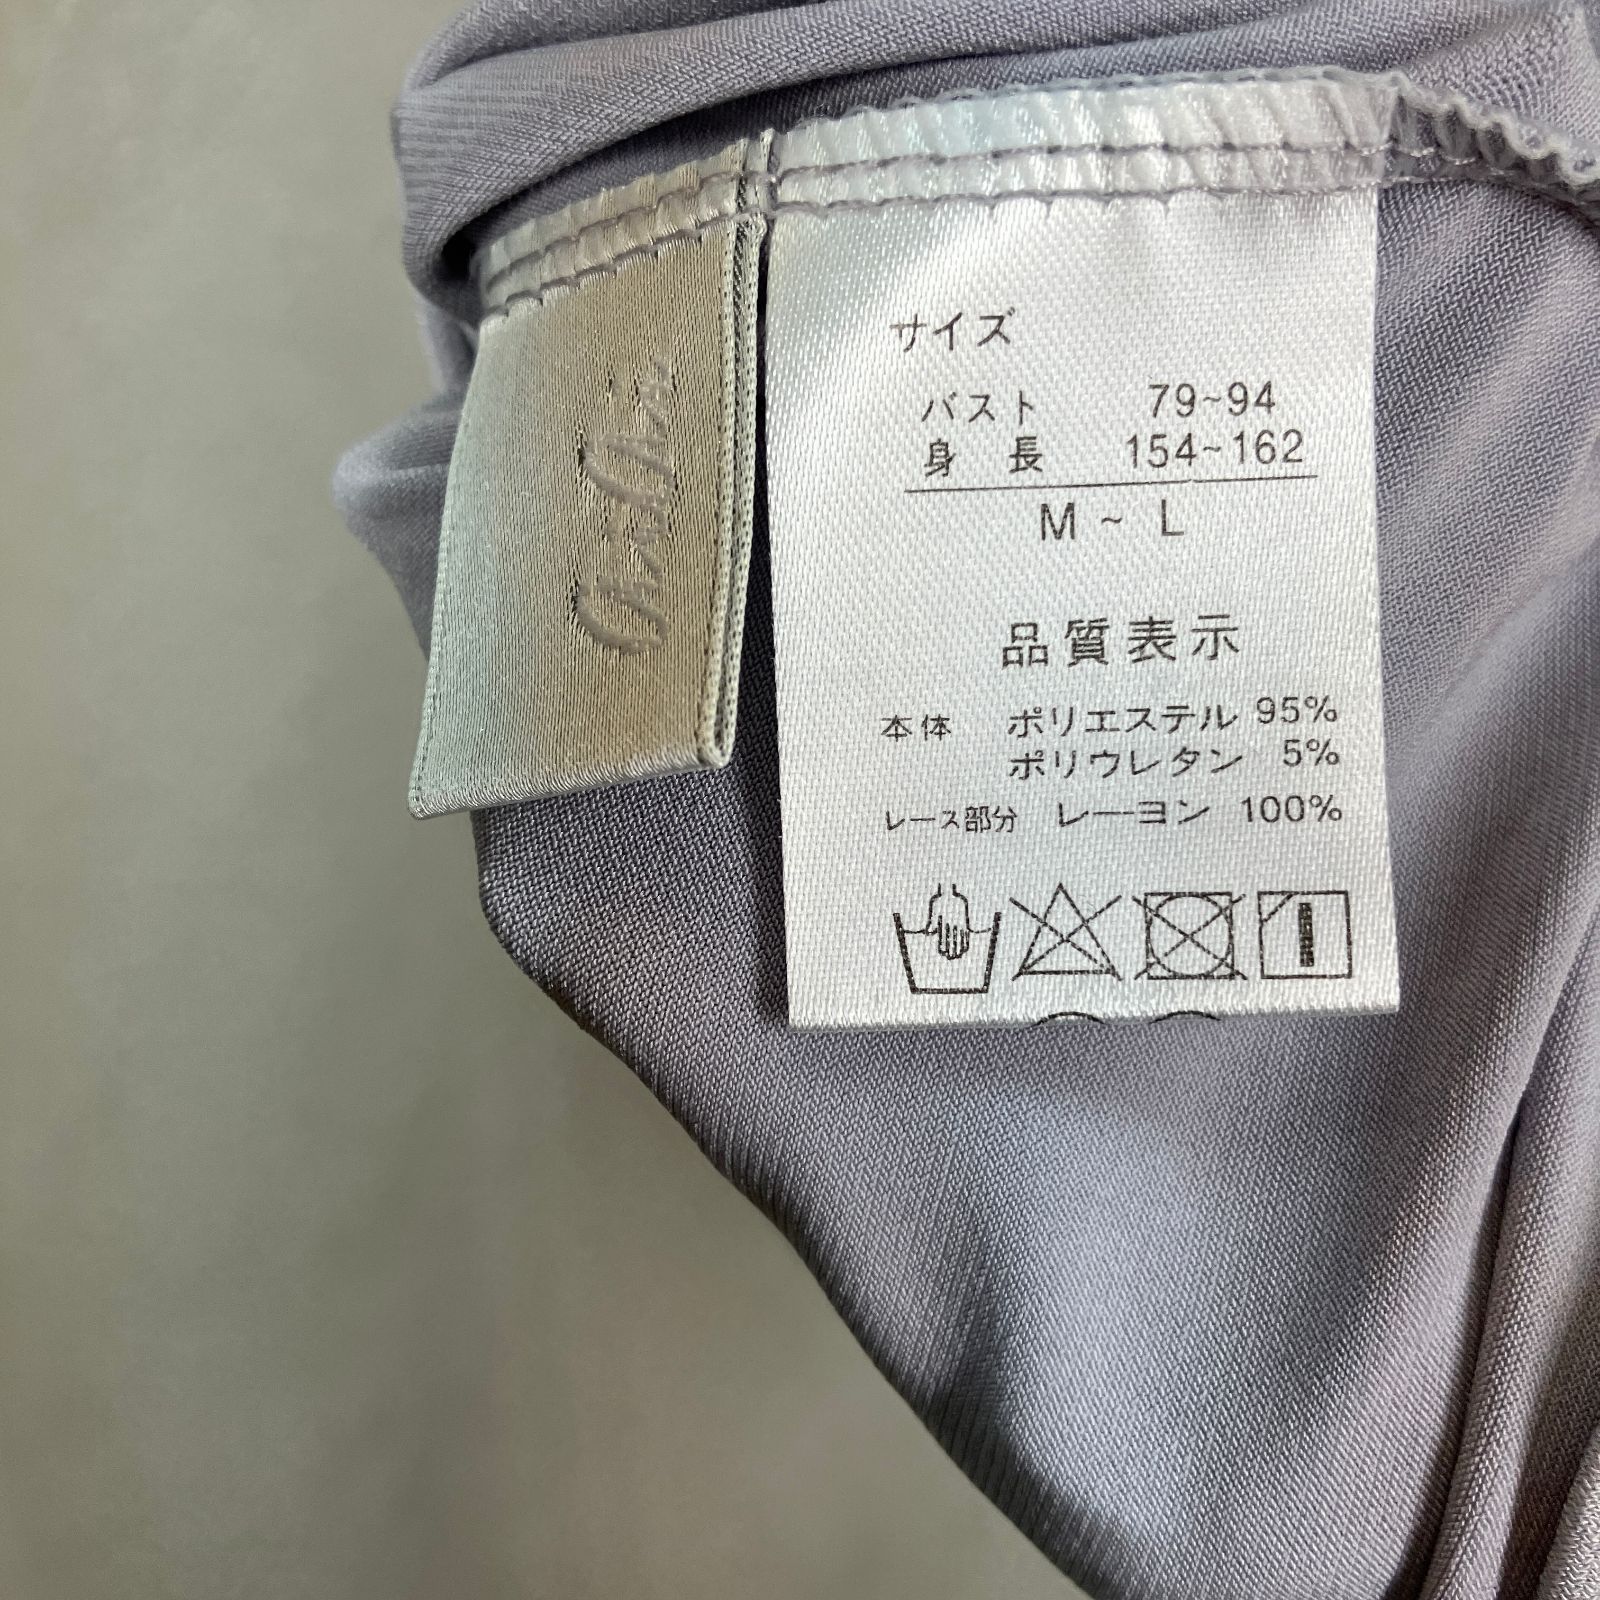 サイズ
バスト 79~94
身長 154~162
M ~ L
品質表示
本体 ポリエステル 95%
ポリウレタン 5%
レース部分 レーヨン 100%